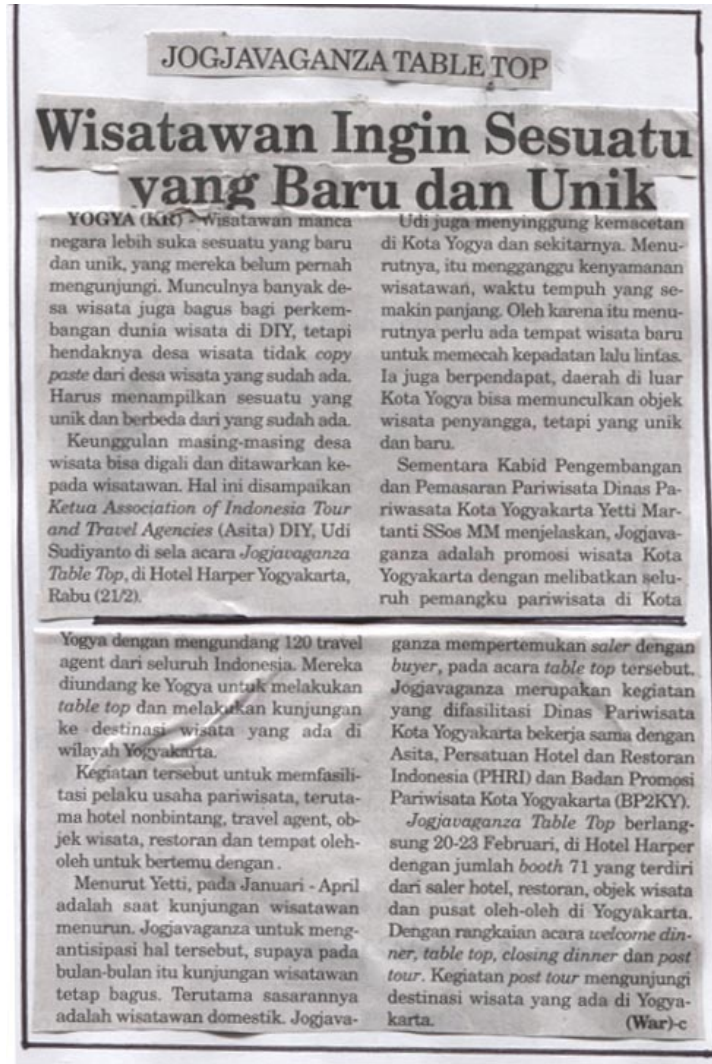 JOGJAVAGANZA TABLE TOP
Wisatawan Ingin Sesuatu
yang Baru dan Unik
YOGYA (KR) - Wisatawan manca
negara lebih suka sesuatu yang baru
dan unik, yang mereka belum pernah
mengunjungi. Munculnya banyak de-
sa wisata juga bagus bagi perkem-
bangan dunia wisata di DIY, tetapi
hendaknya desa wisata tidak copy
paste dari desa wisata yang sudah ada.
Harus menampilkan sesuatu yang
unik dan berbeda dari yang sudah ada.
Keunggulan masing-masing desa
wisata bisa digali dan ditawarkan ke-
pada wisatawan. Hal ini disampaikan
Ketua Association of Indonesia Tour
and Travel Agencies (Asita) DIY, Udi
Sudiyanto di sela acara Jogjavaganza
Table Top, di Hotel Harper Yogyakarta,
Rabu (21/2).
Udi juga menyinggung kemacetan
di Kota Yogya dan sekitarnya. Menu-
rutnya, itu mengganggu kenyamanan
wisatawan, waktu tempuh yang se-
makin panjang. Oleh karena itu menu-
rutnya perlu ada tempat wisata baru
untuk memecah kepadatan lalu lintas.
Ia juga berpendapat, daerah di luar
Kota Yogya bisa memunculkan objek
wisata penyangga, tetapi yang unik
dan baru.
Sementara Kabid Pengembangan
dan Pemasaran Pariwisata Dinas Pa-
riwasata Kota Yogyakarta Yetti Mar-
tanti SSos MM menjelaskan, Jogjava-
ganza adalah promosi wisata Kota
Yogyakarta dengan melibatkan selu-
ruh pemangku pariwisata di Kota
Yogya dengan mengundang 120 travel
agent dari seluruh Indonesia. Mereka
diundang ke Yogya untuk melakukan
table top dan melakukan kunjungan
ke destinasi wisata yang ada di
wilayah Yogyakarta.
Kegiatan tersebut untuk memfasili-
tasi pelaku usaha pariwisata, teruta-
ma hotel nonbintang, travel agent, ob-
jek wisata, restoran dan tempat oleh-
oleh untuk bertemu dengan .
Menurut Yetti, pada Januari - April
adalah saat kunjungan wisatawan
menurun. Jogjavaganza untuk meng-
antisipasi hal tersebut, supaya pada
bulan-bulan itu kunjungan wisatawan
tetap bagus. Terutama sasarannya
adalah wisatawan domestik. Jogjava-
ganza mempertemukan saler dengan
buyer, pada acara table top tersebut.
Jogjavaganza merupakan kegiatan
yang difasilitasi Dinas Pariwisata
Kota Yogyakarta bekerja sama dengan
Asita, Persatuan Hotel dan Restoran
Indonesia (PHRI) dan Badan Promosi
Pariwisata Kota Yogyakarta (BP2KY).
Jogjavaganza Table Top berlang-
sung 20-23 Februari, di Hotel Harper
dengan jumlah booth 71 yang terdiri
dari saler hotel, restoran, objek wisata
dan pusat oleh-oleh di Yogyakarta.
Dengan rangkaian acara welcome din-
ner, table top, closing dinner dan post
tour. Kegiatan post tour mengunjungi
destinasi wisata yang ada di Yogya-
karta. (War)-c